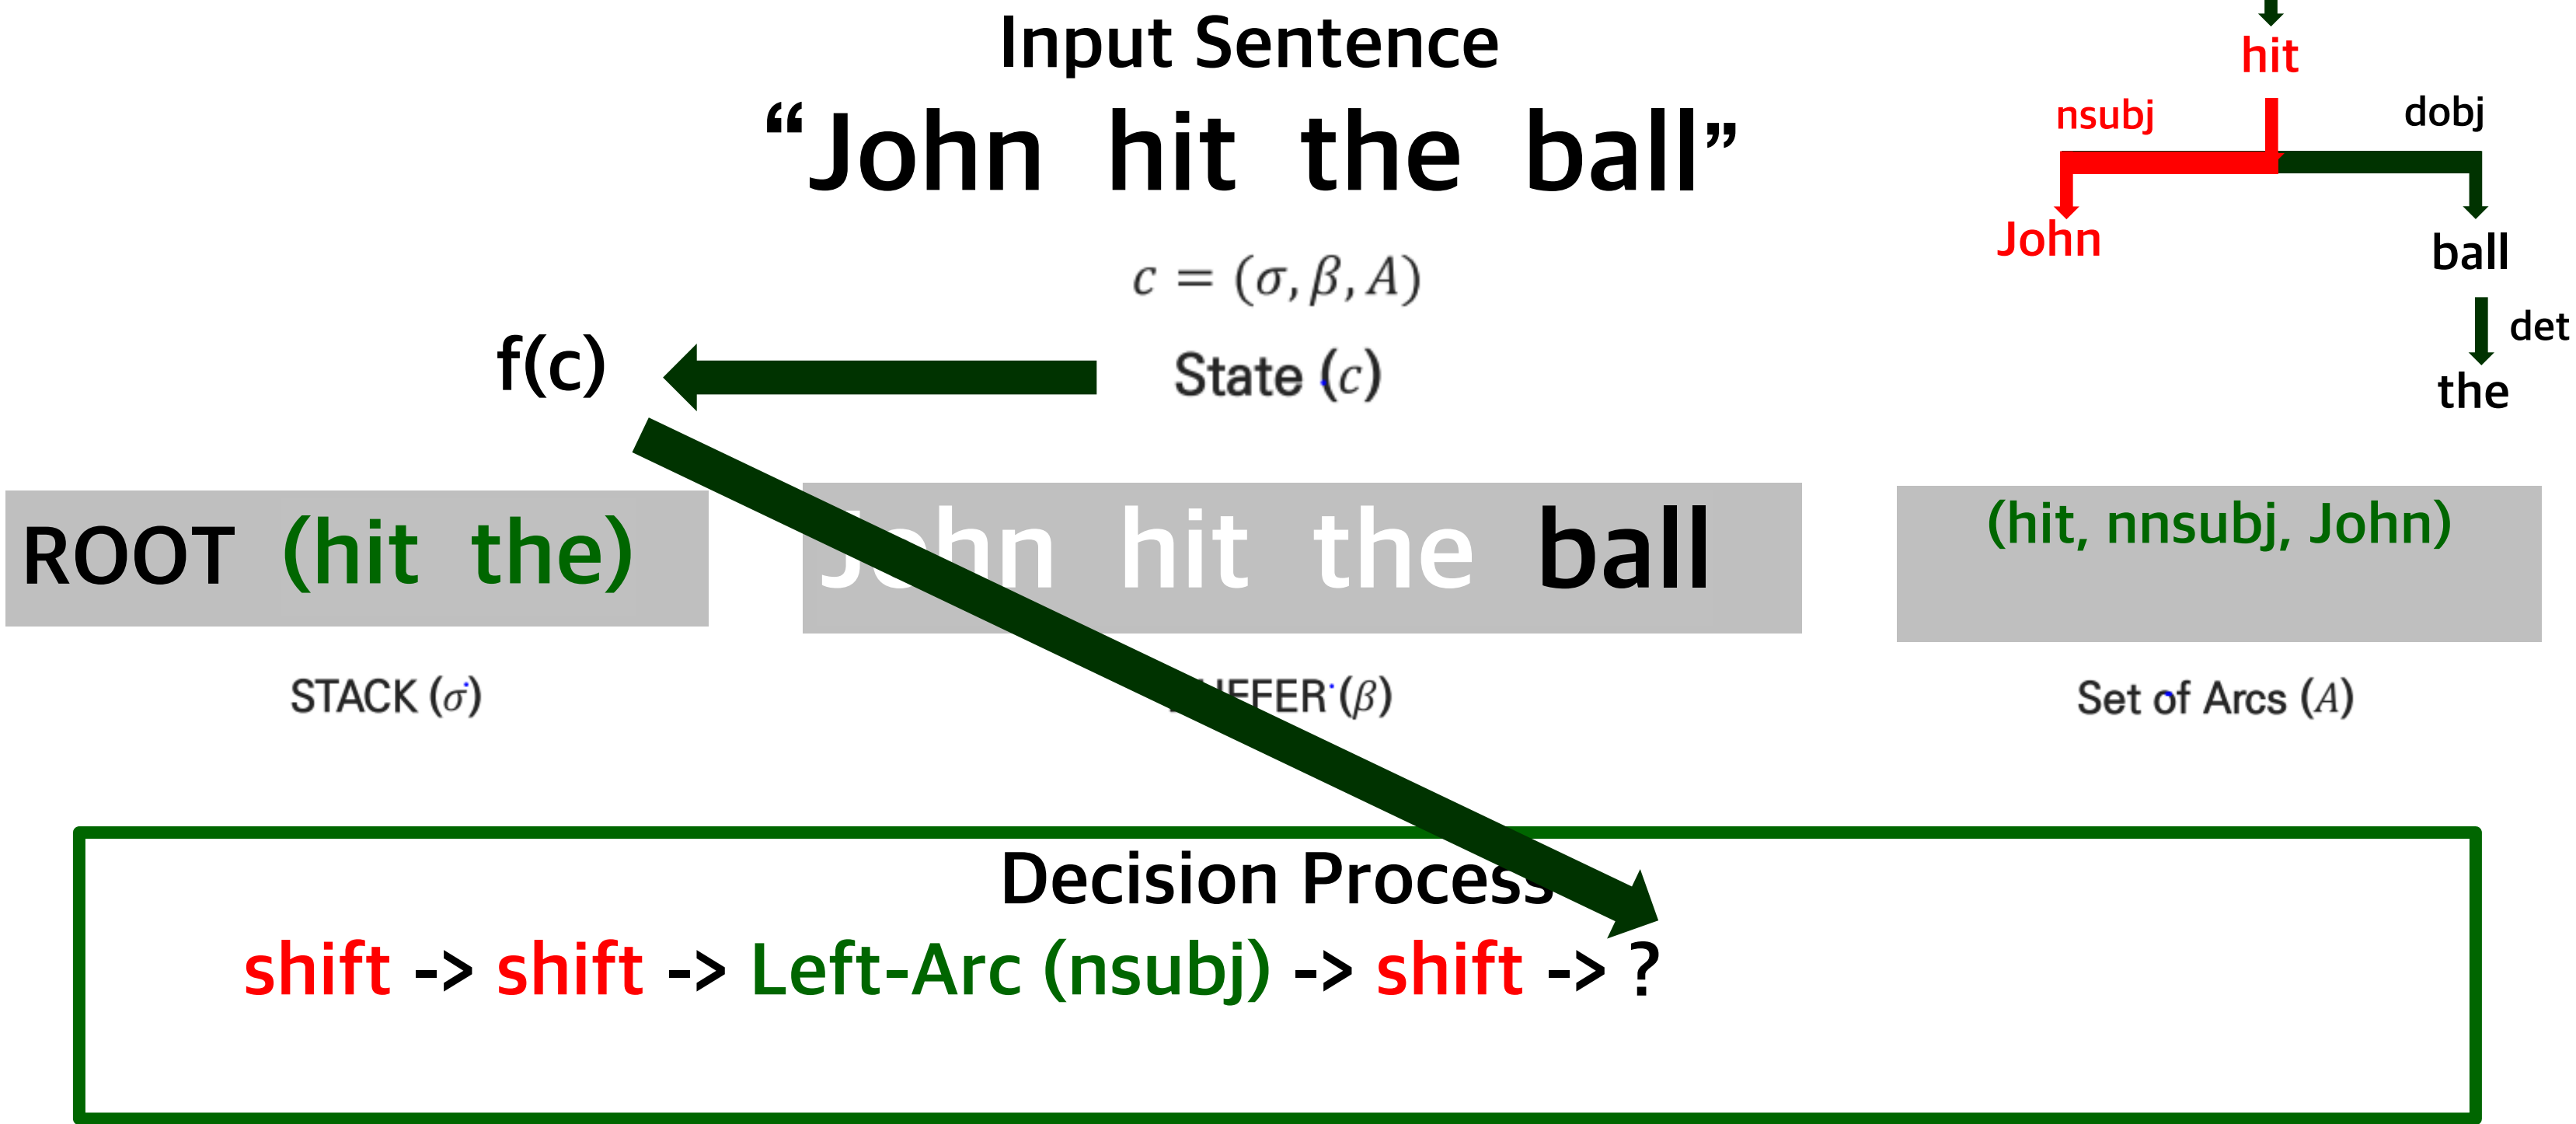 Input Sentence
“John hit the ball”
c = (σ, β, A)
f(c)
State (c)
hit
nsubj
dobj
John
ball
det
the
ROOT (hit the)
John hit the ball
(hit, nnsubj, John)
STACK (σ)
(β)
Set of Arcs (A)
Decision Process
shift -> shift -> Left-Arc (nsubj) -> shift -> ?